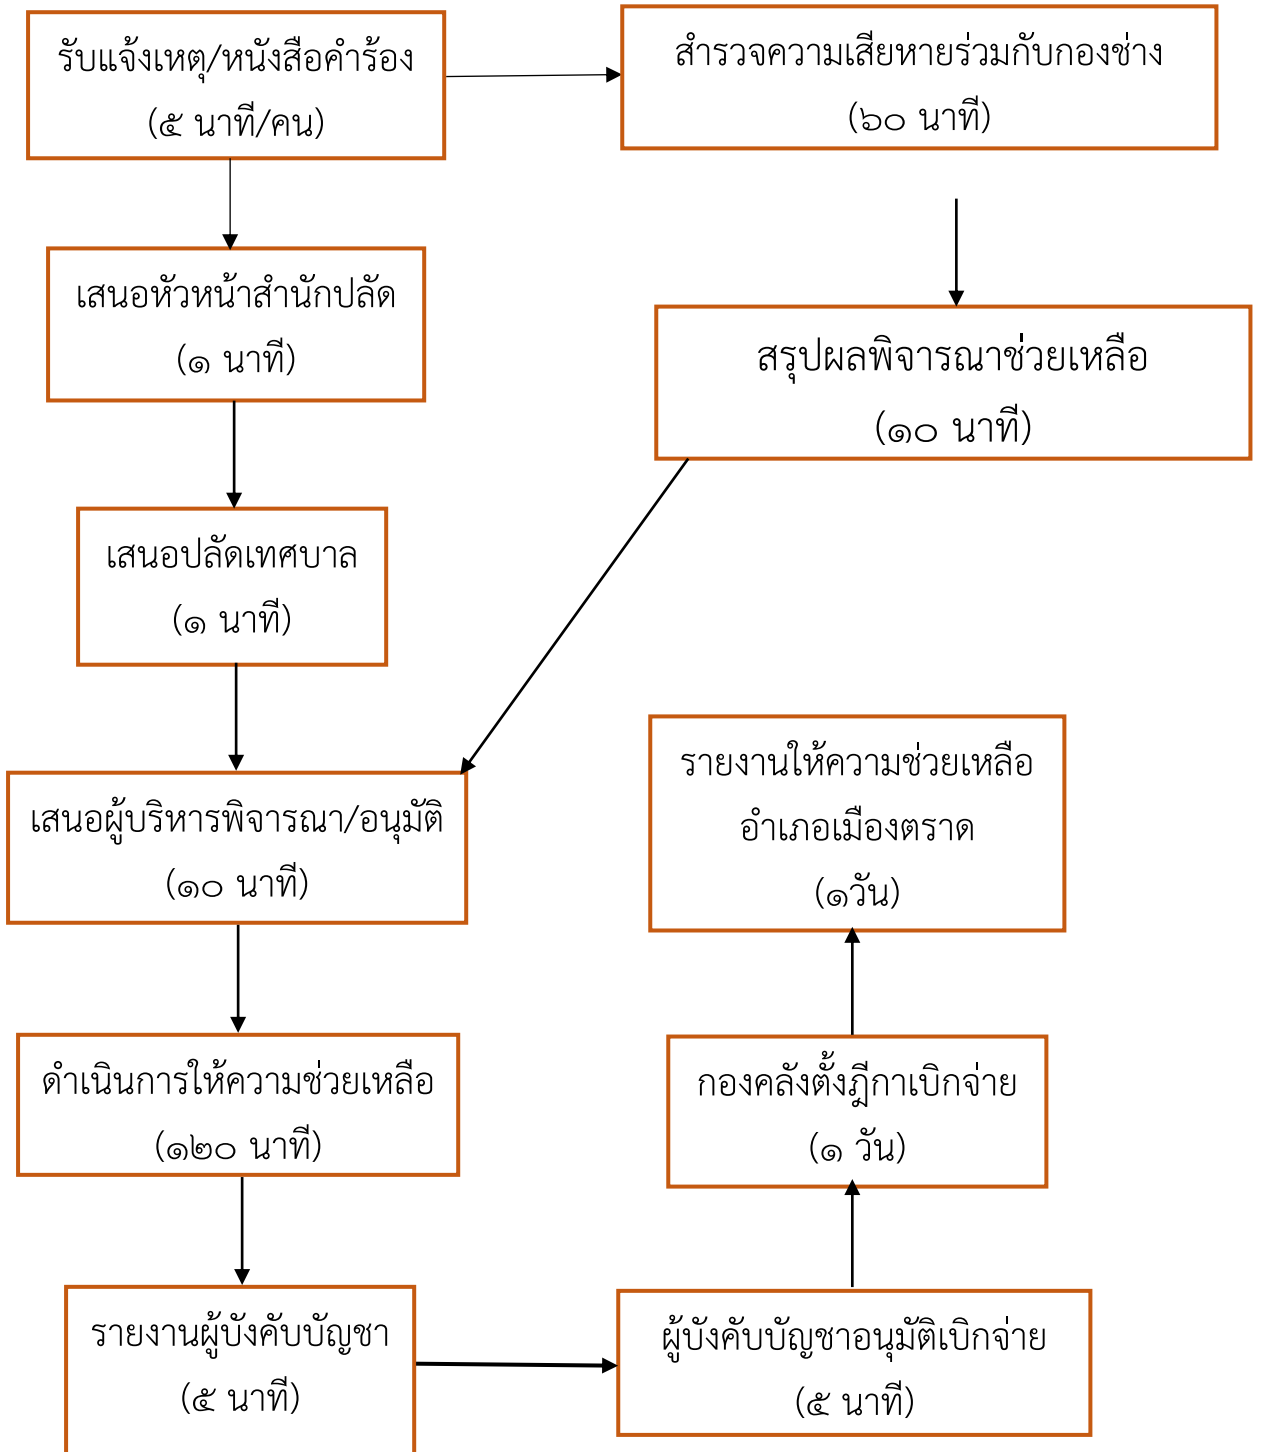 รับแจ้งเหตุ/หนังสือคำร้อง
(๕ นาที/คน)
สำรวจความเสียหายร่วมกับกองช่าง
(๖๐ นาที)
เสนอหัวหน้าสำนักปลัด
(๑ นาที)
สรุปผลพิจารณาช่วยเหลือ
(๑๐ นาที)
เสนอปลัดเทศบาล
(๑ นาที)
เสนอผู้บริหารพิจารณา/อนุมัติ
(๑๐ นาที)
รายงานให้ความช่วยเหลือ
อำเภอเมืองตราด
(๑วัน)
ดำเนินการให้ความช่วยเหลือ
(๑๒๐ นาที)
กองคลังตั้งฎีกาเบิกจ่าย
(๑ วัน)
รายงานผู้บังคับบัญชา
(๕ นาที)
ผู้บังคับบัญชาอนุมัติเบิกจ่าย
(๕ นาที)